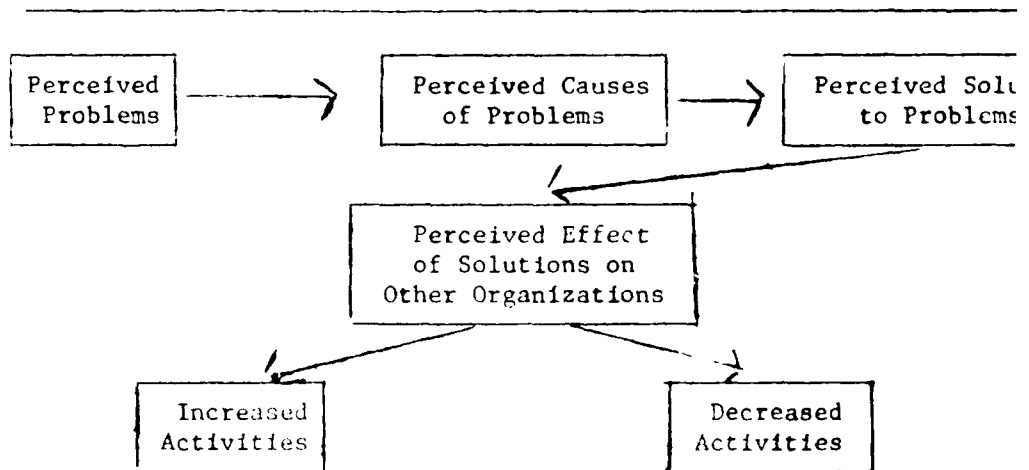 Perceived
Problems
Perceived Causes
of Problems
Perceived Solu
to Problems
Perceived Effect
of Solutions on
Other Organizations
Increased
Activities
Decreased
Activities